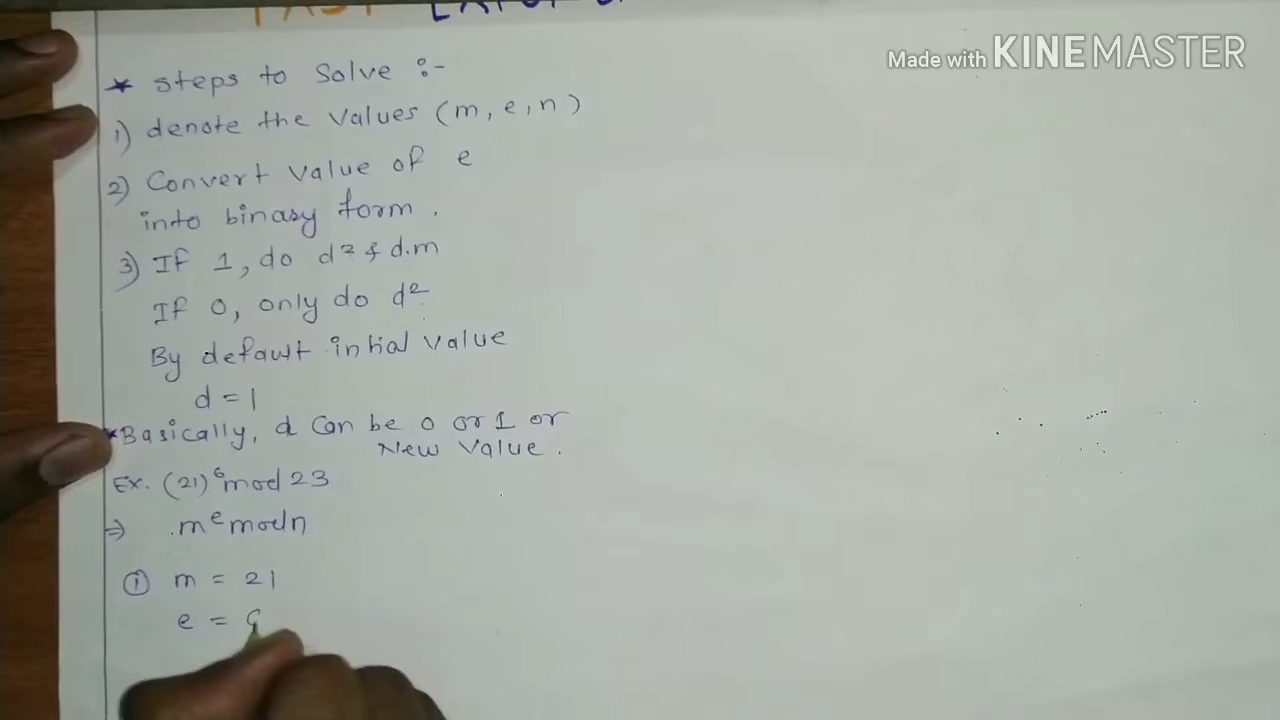 Made with KINEMASTER
* steps to solve :-
1) denote the values (m, e, n)
2) Convert value of e
into binary form.
3) If 1, do d² & d.m
If 0, only do d².
By default intial value
d = 1
*Basically, d can be 0 or 1 or
New value.
Ex. (21)⁶ mod 23
⇒ mᵉ mod n
① m = 21
e =